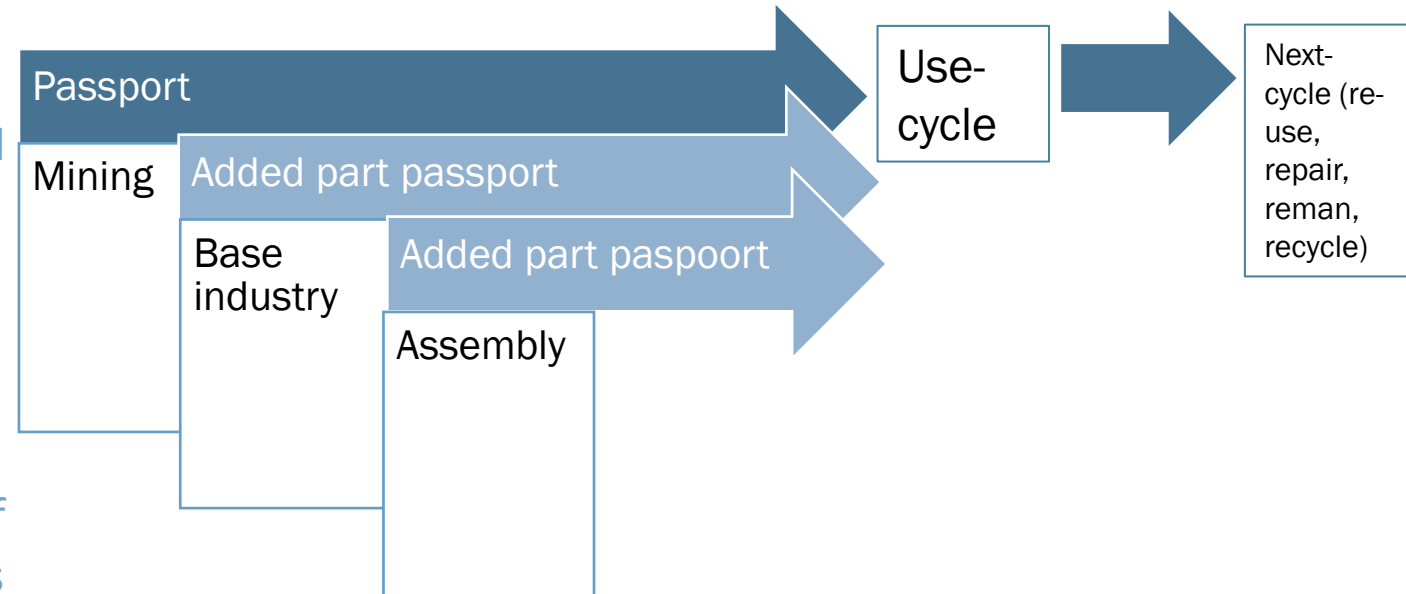 Passport
Mining
Added part passport
Base
industry
Added part paspoort
Assembly
Use-
cycle
Next-
cycle (re-
use,
repair,
reman,
recycle)